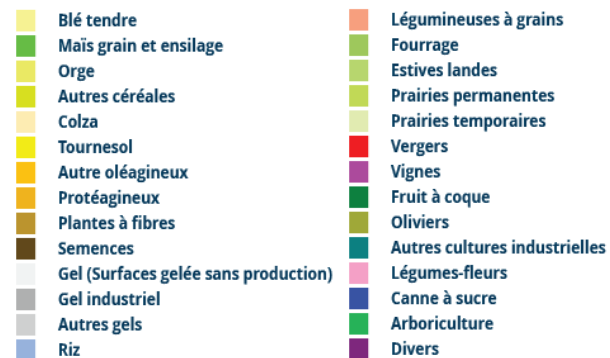 Blé tendre
Maïs grain et ensilage
Orge
Autres céréales
Colza
Tournesol
Autre oléagineux
Protéagineux
Plantes à fibres
Semences
Gel (Surfaces gelée sans production)
Gel industriel
Autres gels
Riz
Légumineuses à grains
Fourrage
Estives landes
Prairies permanentes
Prairies temporaires
Vergers
Vignes
Fruit à coque
Oliviers
Autres cultures industrielles
Légumes-fleurs
Canne à sucre
Arboriculture
Divers